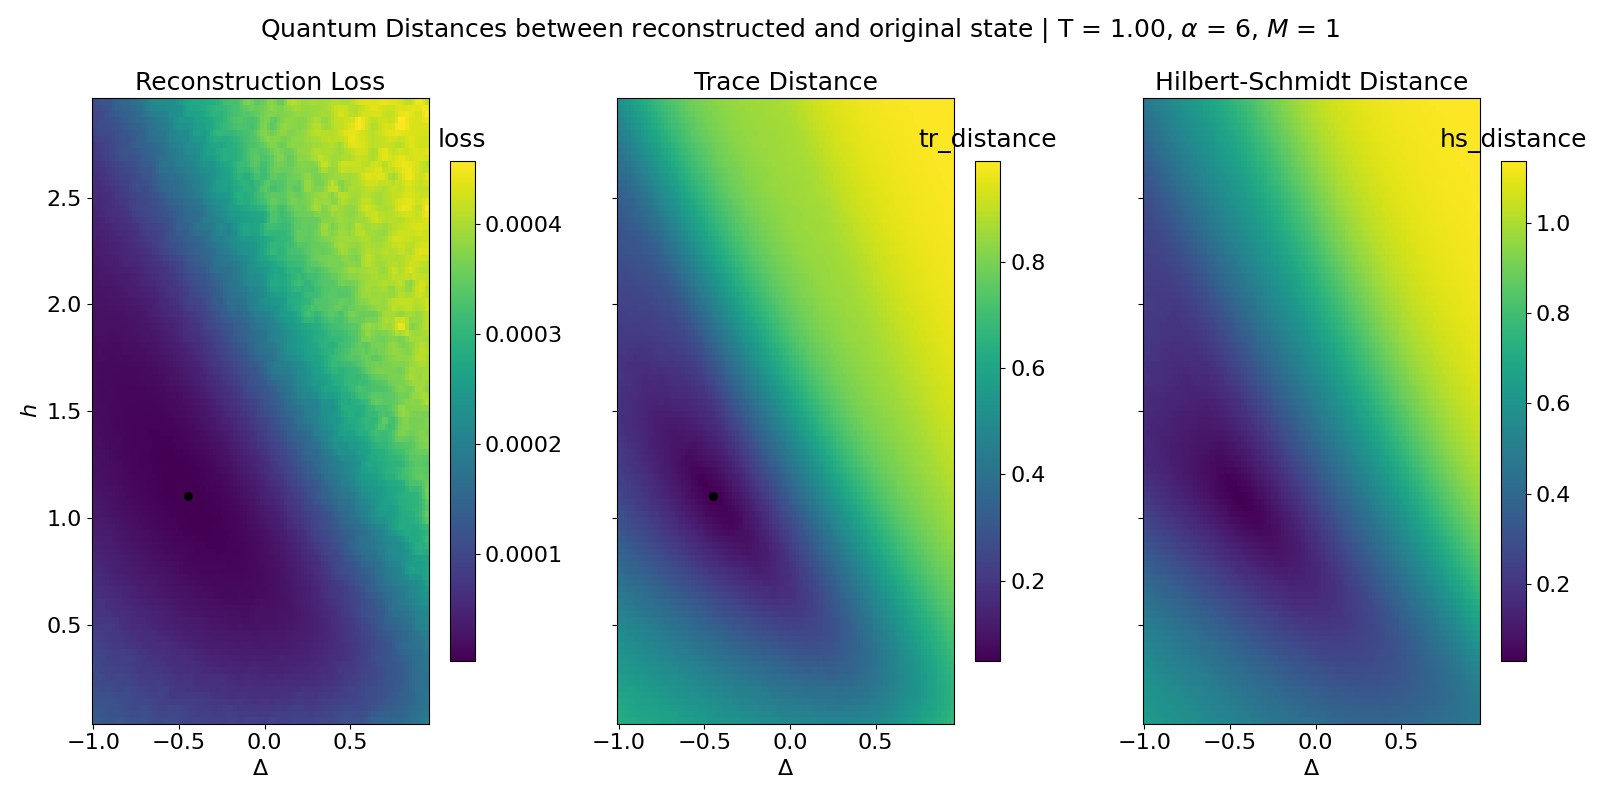 Quantum Distances between reconstructed and original state | T = 1.00, α = 6, M = 1
Reconstruction Loss
Trace Distance
Hilbert-Schmidt Distance
loss
tr_distance
hs_distance
h
2.5
2.0
1.5
1.0
0.5
0.0004
0.0003
0.0002
0.0001
0.8
0.6
0.4
0.2
1.0
0.8
0.6
0.4
0.2
−1.0 −0.5 0.0 0.5
−1.0 −0.5 0.0 0.5
−1.0 −0.5 0.0 0.5
Δ
Δ
Δ